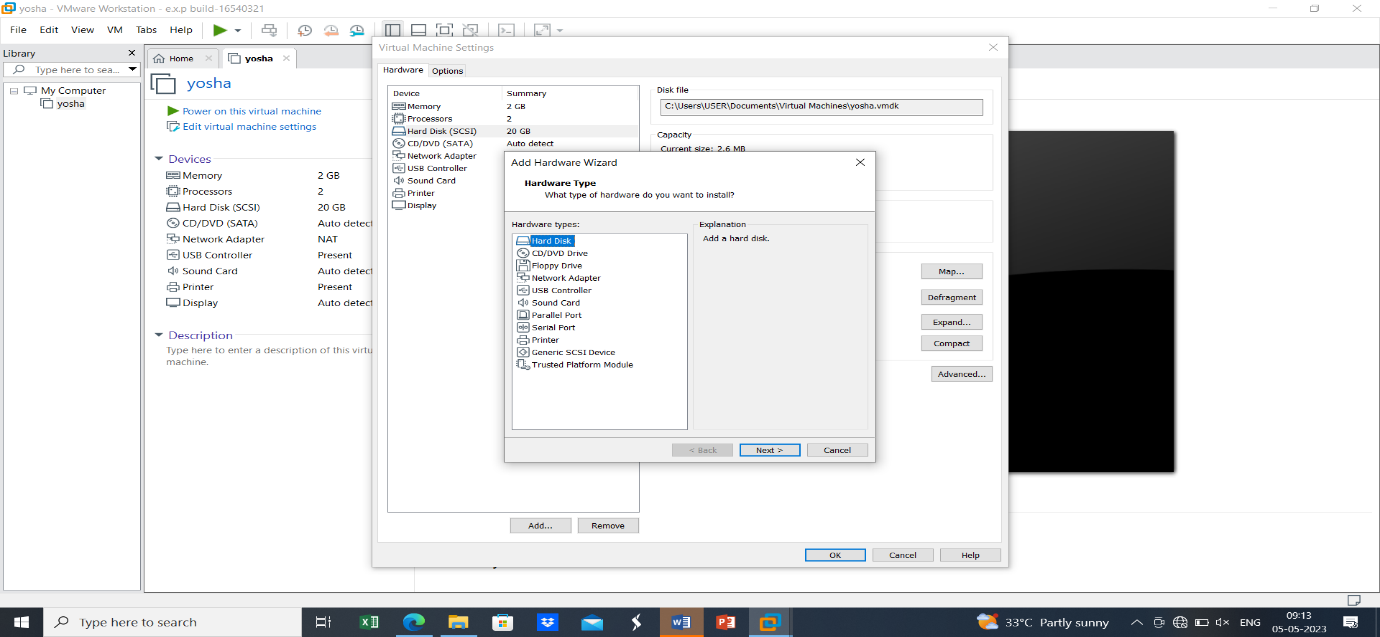 yosha - VMware Workstation - e.x.p build-16540321
File Edit View VM Tabs Help
Library
Type here to sea...
My Computer
yosha
Home
yosha
yosha
Power on this virtual machine
Edit virtual machine settings
Devices
Memory 2 GB
Processors 2
Hard Disk (SCSI) 20 GB
CD/DVD (SATA) Auto detect
Network Adapter NAT
USB Controller Present
Sound Card Auto detect
Printer Present
Display Auto detect
Description
Type here to enter a description of this virtu
machine.
Virtual Machine Settings
Hardware Options
Device Summary
Memory 2 GB
Processors 2
Hard Disk (SCSI) 20 GB
CD/DVD (SATA) Auto detect
Network Adapter
USB Controller
Sound Card
Printer
Display
Add... Remove
Disk file
C:\Users\USER\Documents\Virtual Machines\yosha.vmdk
Capacity
Current size: 2.6 MB
Map...
Defragment
Expand...
Compact
Advanced...
OK Cancel Help
Add Hardware Wizard
Hardware Type
What type of hardware do you want to install?
Hardware types:
Hard Disk
CD/DVD Drive
Floppy Drive
Network Adapter
USB Controller
Sound Card
Parallel Port
Serial Port
Printer
Generic SCSI Device
Trusted Platform Module
Explanation
Add a hard disk.
< Back Next > Cancel
Type here to search
33°C Partly sunny
ENG
09:13
05-05-2023